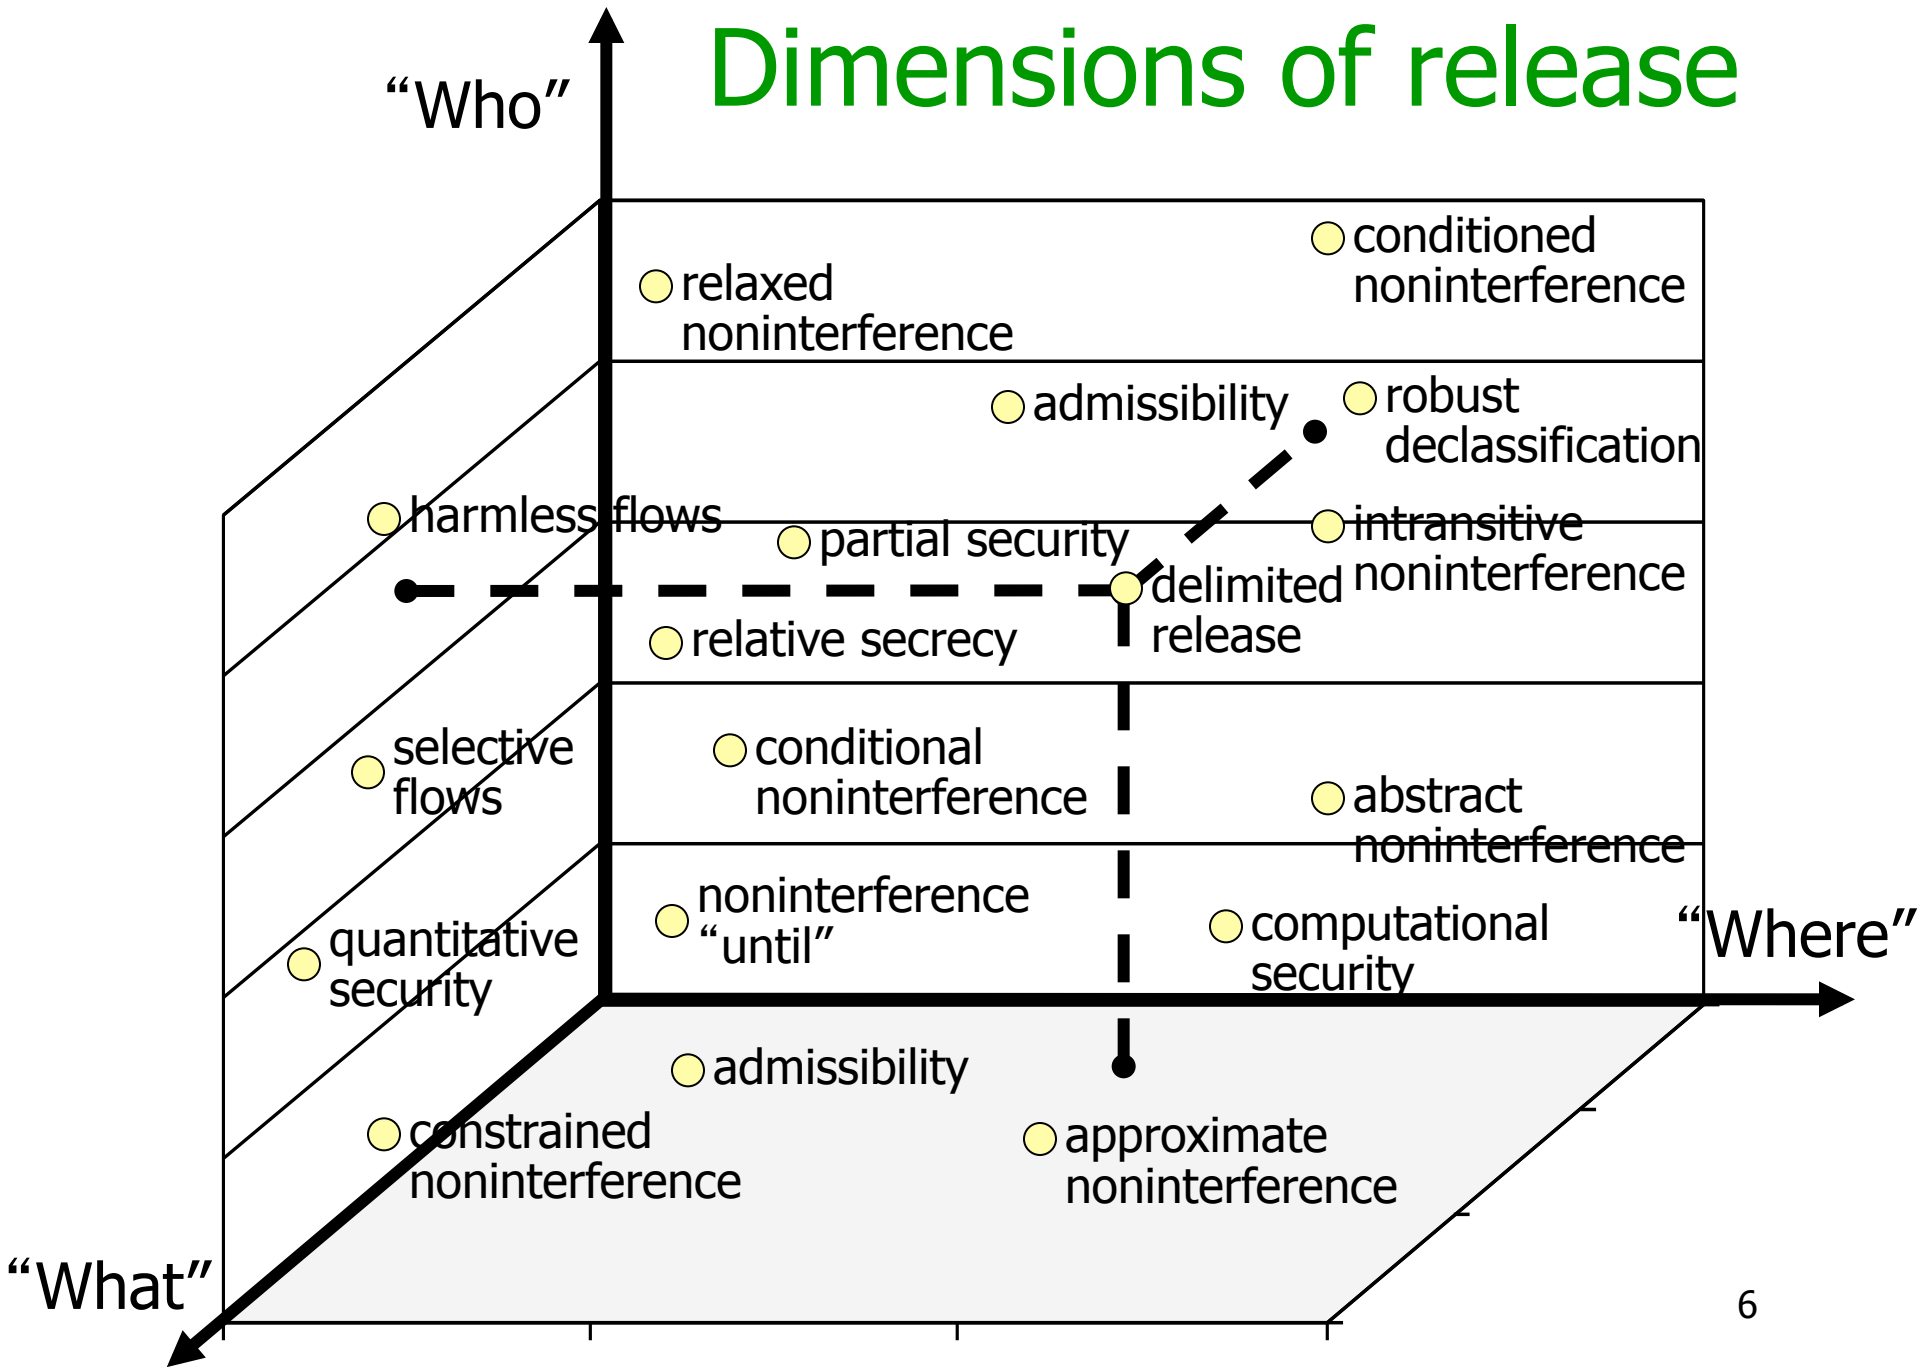 Dimensions of release
“Who”
conditioned
noninterference
relaxed
noninterference
admissibility
robust
declassification
harmless flows
partial security
intransitive
noninterference
delimited
release
relative secrecy
selective
flows
conditional
noninterference
abstract
noninterference
noninterference
“until”
computational
security
“Where”
quantitative
security
admissibility
constrained
noninterference
approximate
noninterference
“What”
6